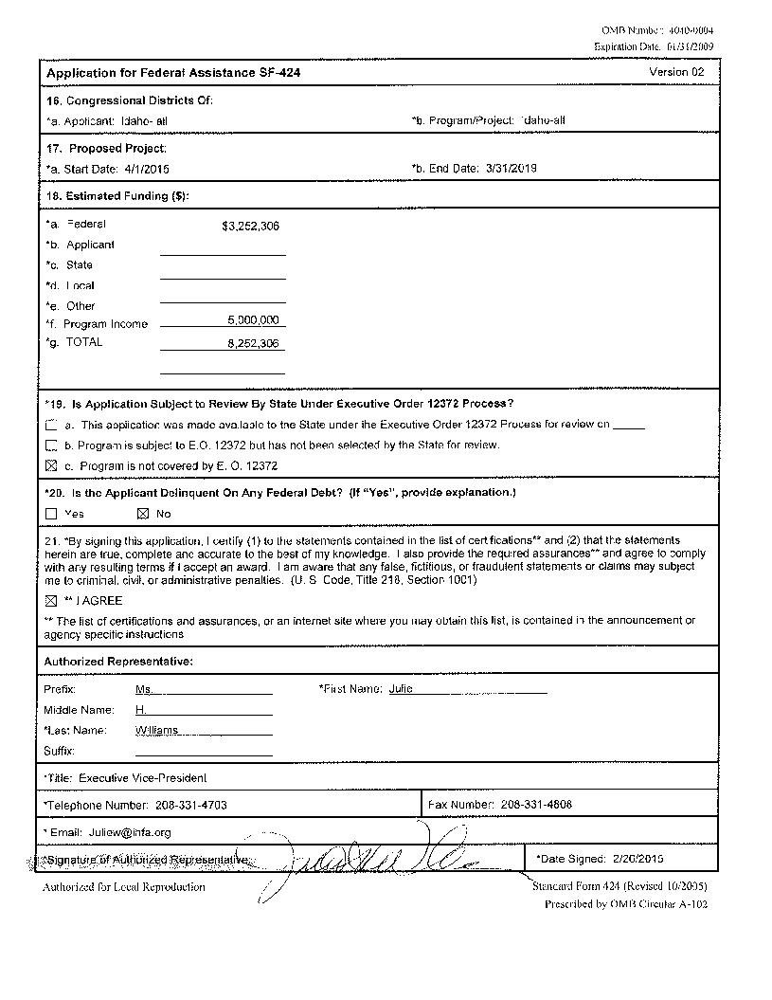 OMB Number: 4040-0004
Expiration Date: 01/31/2009
Application for Federal Assistance SF-424 Version 02
16. Congressional Districts Of:
*a. Applicant: Idaho- all *b. Program/Project: Idaho-all
17. Proposed Project:
*a. Start Date: 4/1/2015 *b. End Date: 3/31/2019
18. Estimated Funding ($):
*a. Federal $3,252,306
*b. Applicant
*c. State
*d. Local
*e. Other
*f. Program Income 5,000,000
*g. TOTAL 8,252,306
*19. Is Application Subject to Review By State Under Executive Order 12372 Process?
a. This application was made available to the State under the Executive Order 12372 Process for review on
b. Program is subject to E.O. 12372 but has not been selected by the State for review.
c. Program is not covered by E. O. 12372
*20. Is the Applicant Delinquent On Any Federal Debt? (If "Yes", provide explanation.)
Yes No
21. *By signing this application, I certify (1) to the statements contained in the list of certifications** and (2) that the statements
herein are true, complete and accurate to the best of my knowledge. I also provide the required assurances** and agree to comply
with any resulting terms if I accept an award. I am aware that any false, fictitious, or fraudulent statements or claims may subject
me to criminal, civil, or administrative penalties. (U. S. Code, Title 218, Section 1001)
** I AGREE
** The list of certifications and assurances, or an internet site where you may obtain this list, is contained in the announcement or
agency specific instructions
Authorized Representative:
Prefix: Ms. *First Name: Julie
Middle Name: H.
*Last Name: Williams
Suffix:
*Title: Executive Vice-President
*Telephone Number: 208-331-4703 Fax Number: 208-331-4808
* Email: Juliew@ihfa.org
*Signature of Authorized Representative: *Date Signed: 2/20/2015
Authorized for Local Reproduction Standard Form 424 (Revised 10/2005)
Prescribed by OMB Circular A-102